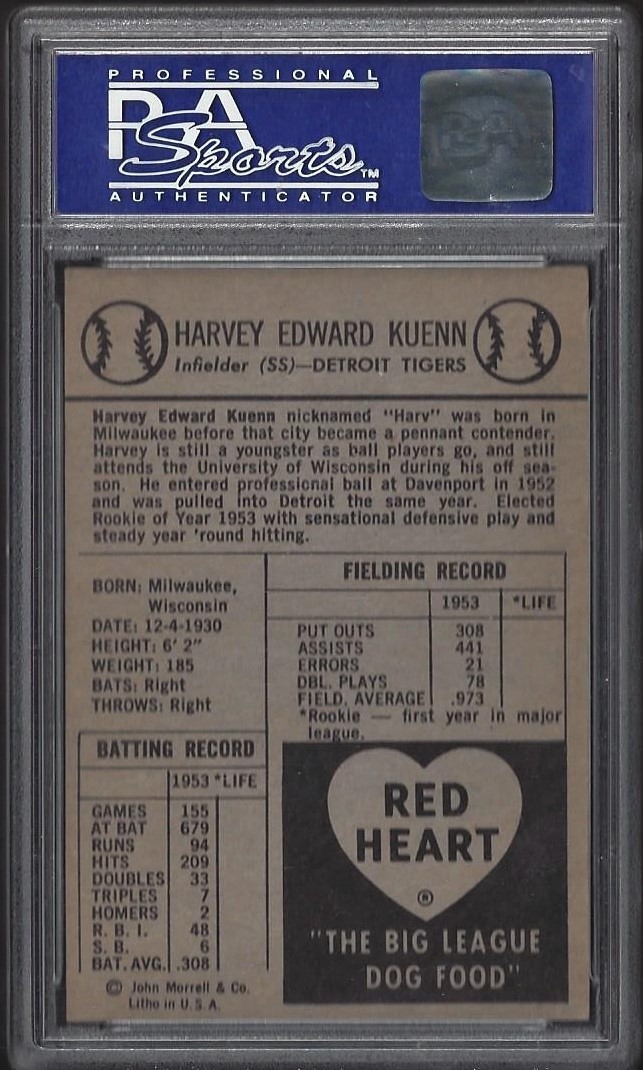 PROFESSIONAL
PSA
Sports™
AUTHENTICATOR
PSA
HARVEY EDWARD KUENN
Infielder (SS)—DETROIT TIGERS
Harvey Edward Kuenn nicknamed "Harv" was born in
Milwaukee before that city became a pennant contender.
Harvey is still a youngster as ball players go, and still
attends the University of Wisconsin during his off sea-
son. He entered professional ball at Davenport in 1952
and was pulled into Detroit the same year. Elected
Rookie of Year 1953 with sensational defensive play and
steady year 'round hitting.
BORN: Milwaukee,
Wisconsin
DATE: 12-4-1930
HEIGHT: 6' 2"
WEIGHT: 185
BATS: Right
THROWS: Right
FIELDING RECORD
1953 *LIFE
PUT OUTS 308
ASSISTS 441
ERRORS 21
DBL. PLAYS 78
FIELD. AVERAGE .973
*Rookie — first year in major
league.
BATTING RECORD
1953 *LIFE
GAMES 155
AT BAT 679
RUNS 94
HITS 209
DOUBLES 33
TRIPLES 7
HOMERS 2
R. B. I. 48
S. B. 6
BAT. AVG. .308
© John Morrell & Co.
Litho in U. S. A.
RED
HEART
®
"THE BIG LEAGUE
DOG FOOD"